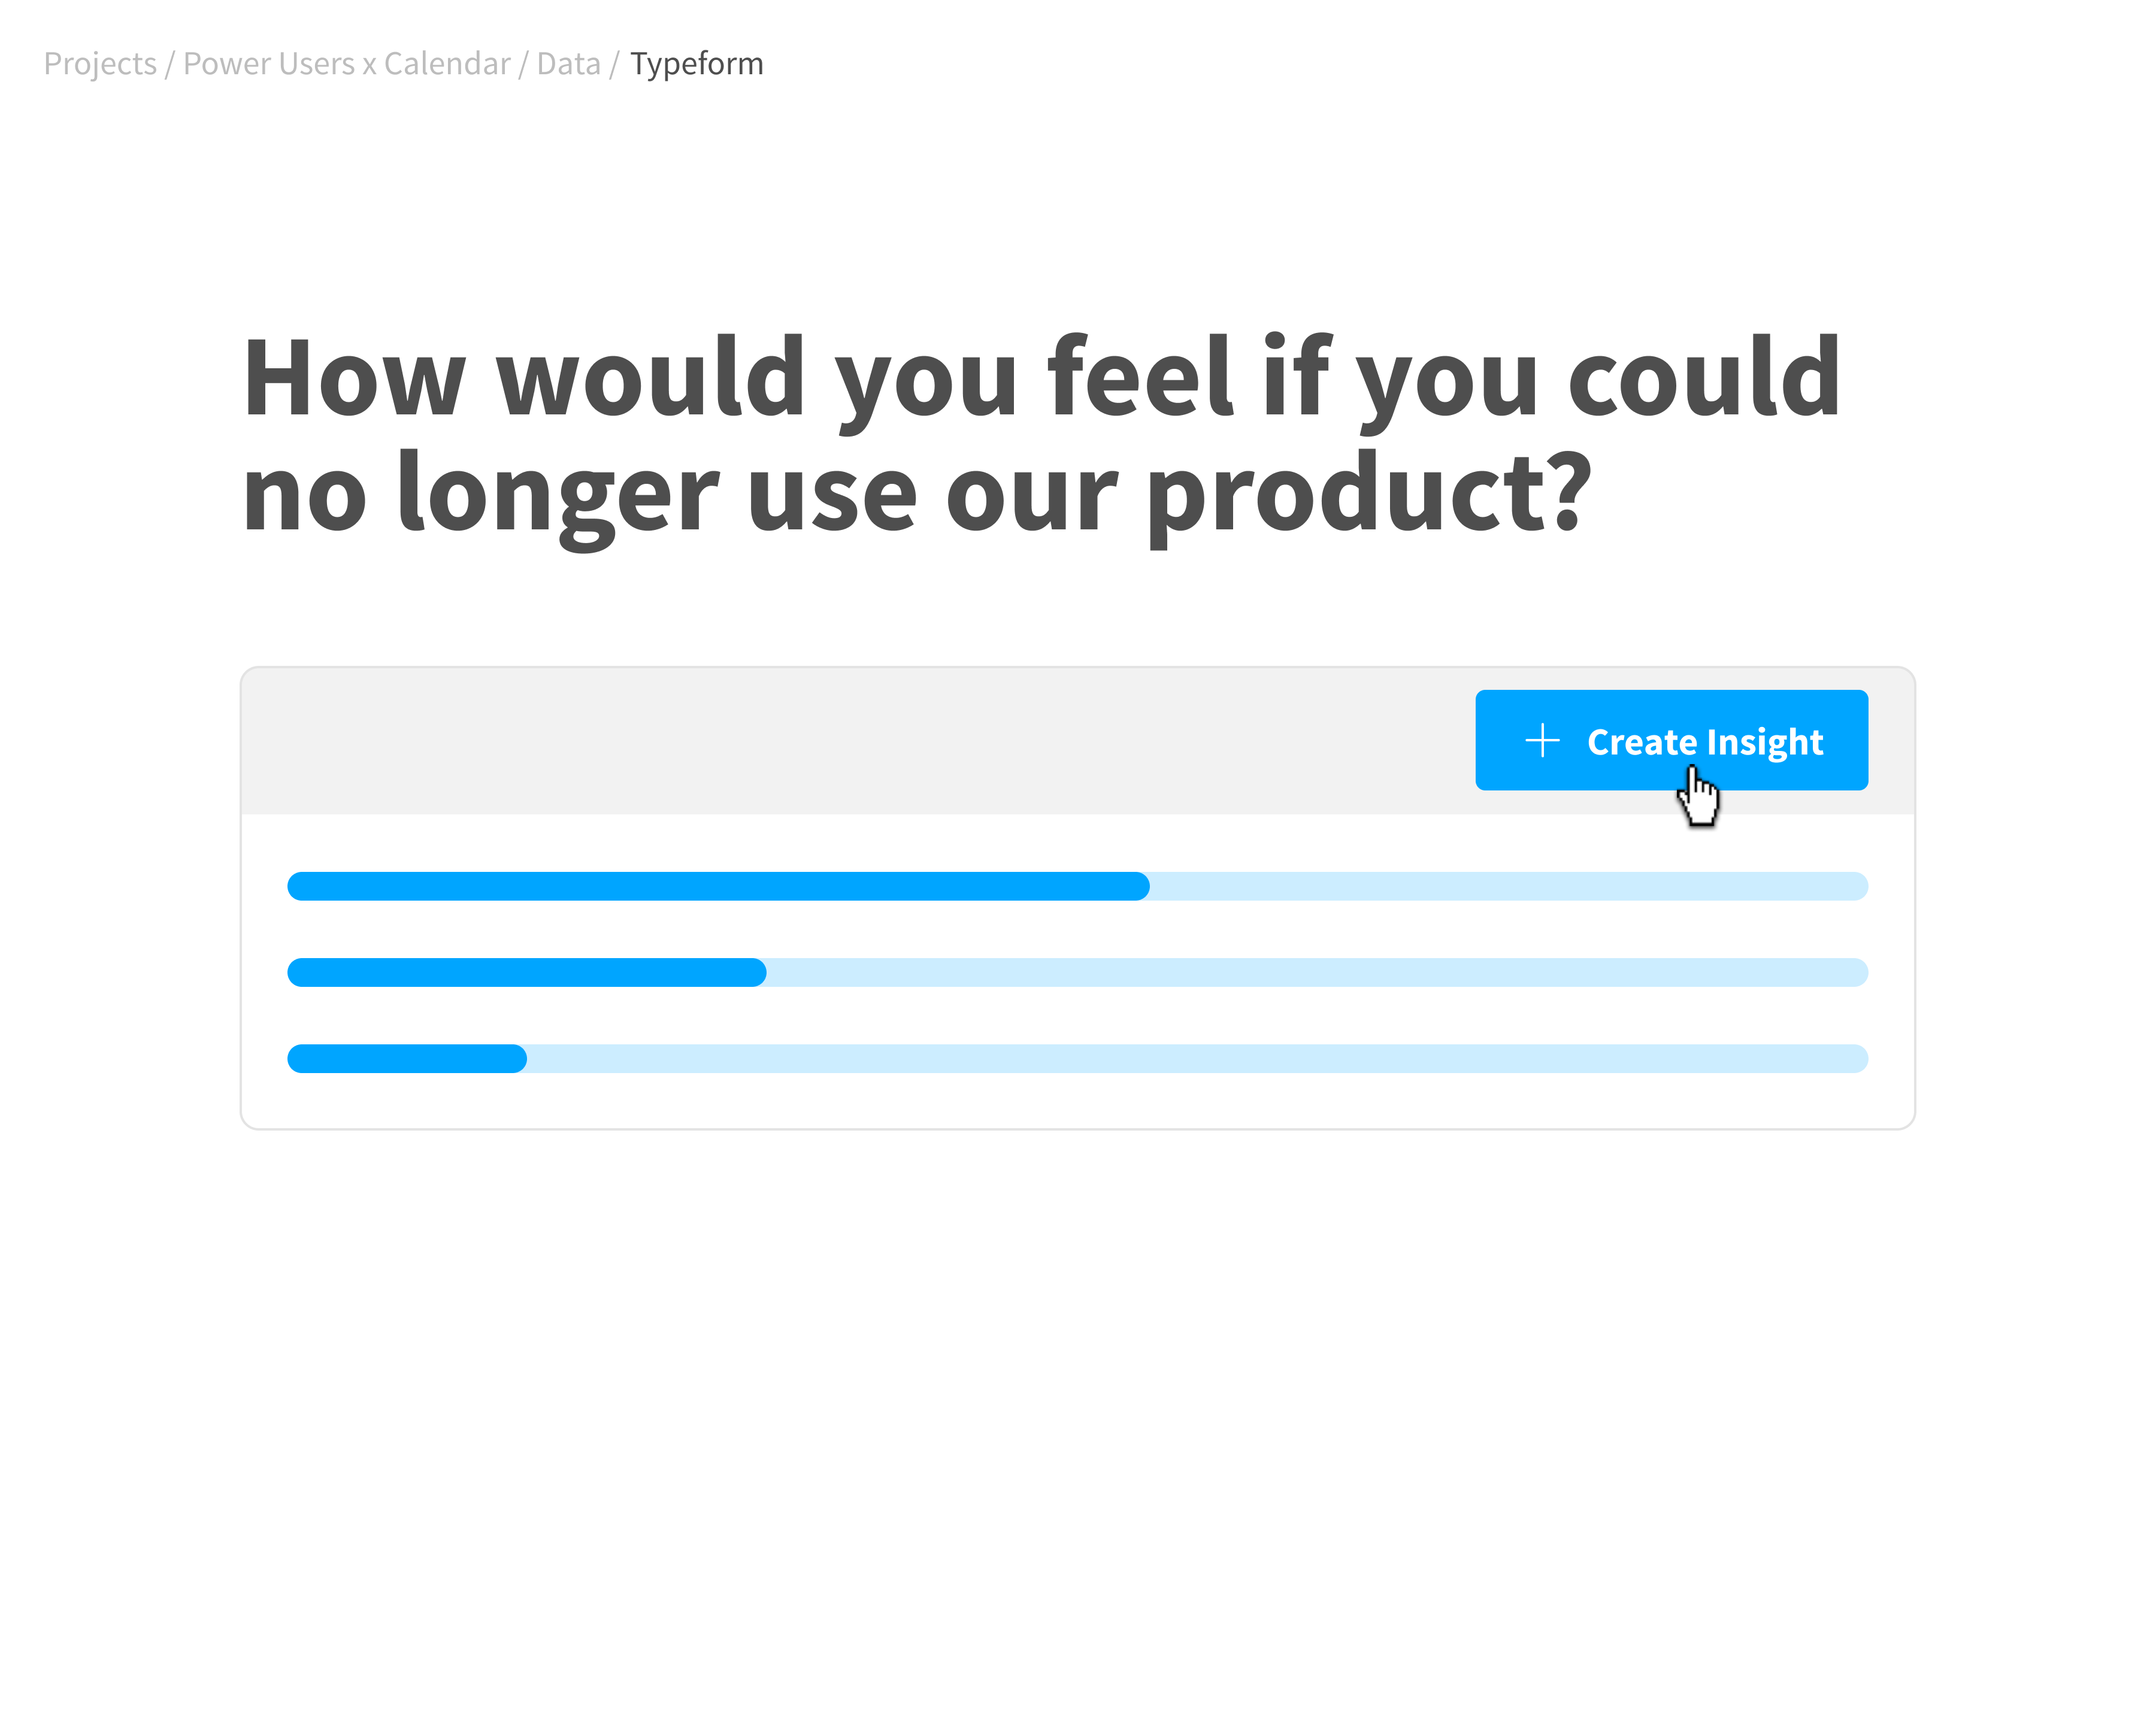 Projects / Power Users x Calendar / Data / Typeform
How would you feel if you could
no longer use our product?
Create Insight